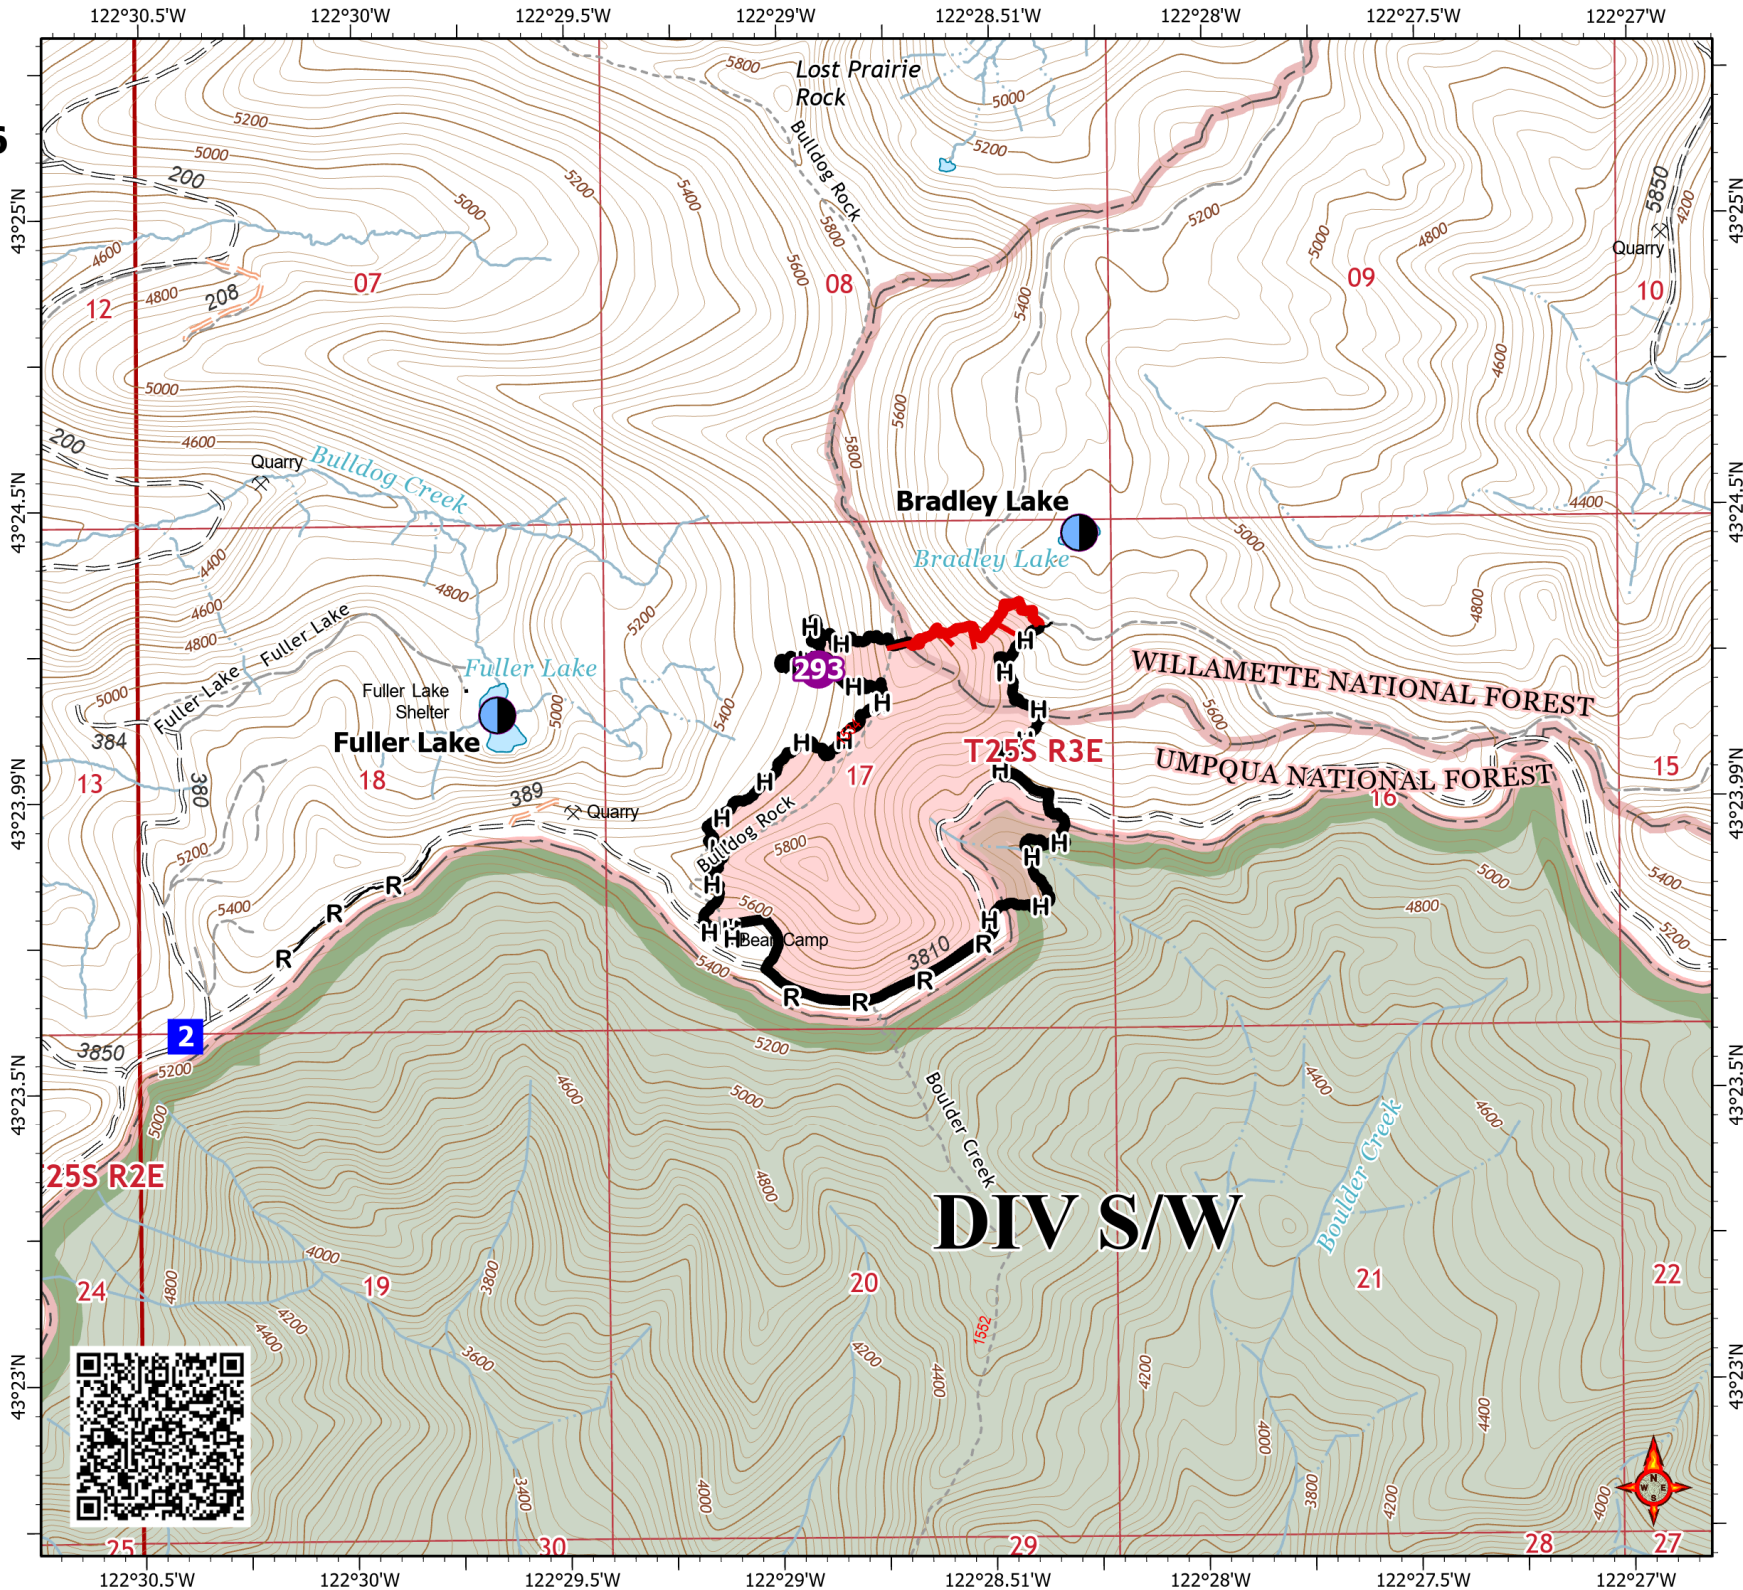 122°30.5'W 122°30'W 122°29.5'W 122°29'W 122°28.51'W 122°28'W 122°27.5'W 122°27'W
5800
Lost Prairie
Rock
5000
5200
5200
5000
200
Bulldog Rock
5200
5400
5000
5850
4200
43°25'N
43°25'N
5800
5200
5000
4800
Quarry
4600
07
5600
08
09
10
12
4800
208
5400
4600
5000
5600
200
4600
5800
Quarry
Bulldog Creek
43°24.5'N
43°24.5'N
Bradley Lake
4400
5000
Bradley Lake
4400
4800
4600
4800
5200
4800
Fuller Lake
H
H
H
WILLAMETTE NATIONAL FOREST
Fuller Lake
Fuller Lake
293
H
H
5000
Fuller Lake
Shelter
H
H
H
5000
5400
5600
384
Fuller Lake
H
H
T25S R3E
UMPQUA NATIONAL FOREST
13
380
18
389
H
17
H
16
15
43°23.99'N
43°23.99'N
Quarry
H
Bulldog Rock
5800
H
H
5200
R
H
5000
5400
R
5400
5600
H
H
4800
H
H
Bear Camp
R
R
5400
3810
R
R
R
5200
2
3850
5200
5200
43°23.5'N
43°23.5'N
4600
5000
Boulder Creek
4400
4600
5000
Boulder Creek
25S R2E
4800
DIV S/W
24
4800
4000
19
3800
20
21
22
4200
4400
1552
3600
4200
4400
4200
43°23'N
43°23'N
4400
4000
3400
4000
3800
4200
4000
N
W E
S
25
30
29
28
27
122°30.5'W 122°30'W 122°29.5'W 122°29'W 122°28.51'W 122°28'W 122°27.5'W 122°27'W